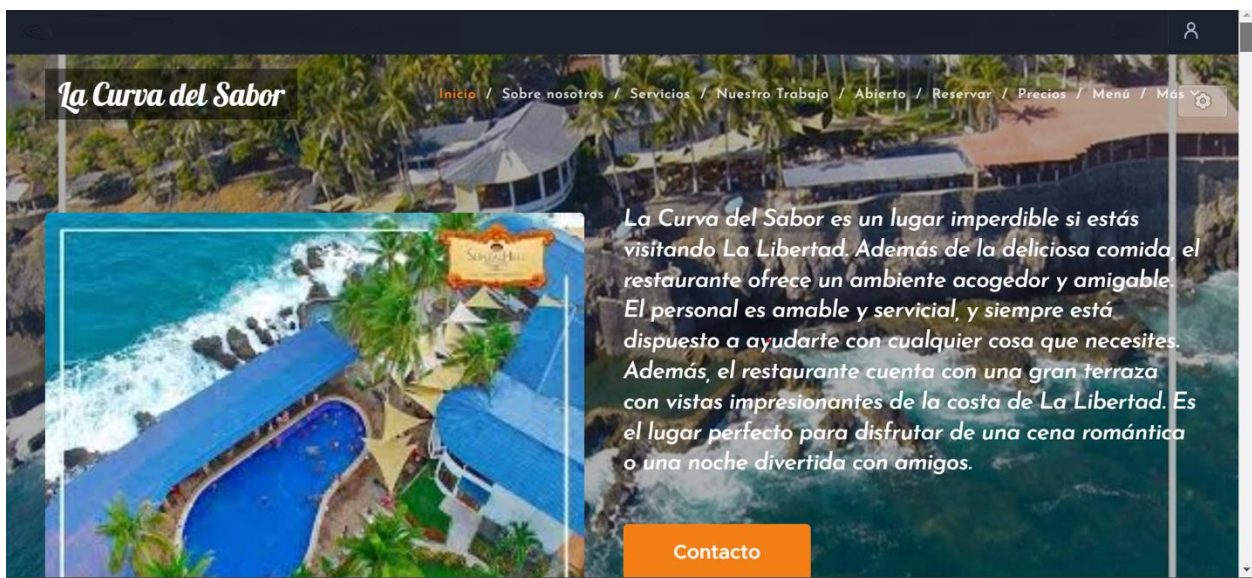 La Curva del Sabor
Inicio / Sobre nosotros / Servicios / Nuestro Trabajo / Abierto / Reservar / Precios / Menú / Más
La Curva del Sabor es un lugar imperdible si estás
visitando La Libertad. Además de la deliciosa comida, el
restaurante ofrece un ambiente acogedor y amigable.
El personal es amable y servicial, y siempre está
dispuesto a ayudarte con cualquier cosa que necesites.
Además, el restaurante cuenta con una gran terraza
con vistas impresionantes de la costa de La Libertad. Es
el lugar perfecto para disfrutar de una cena romántica
o una noche divertida con amigos.
Contacto